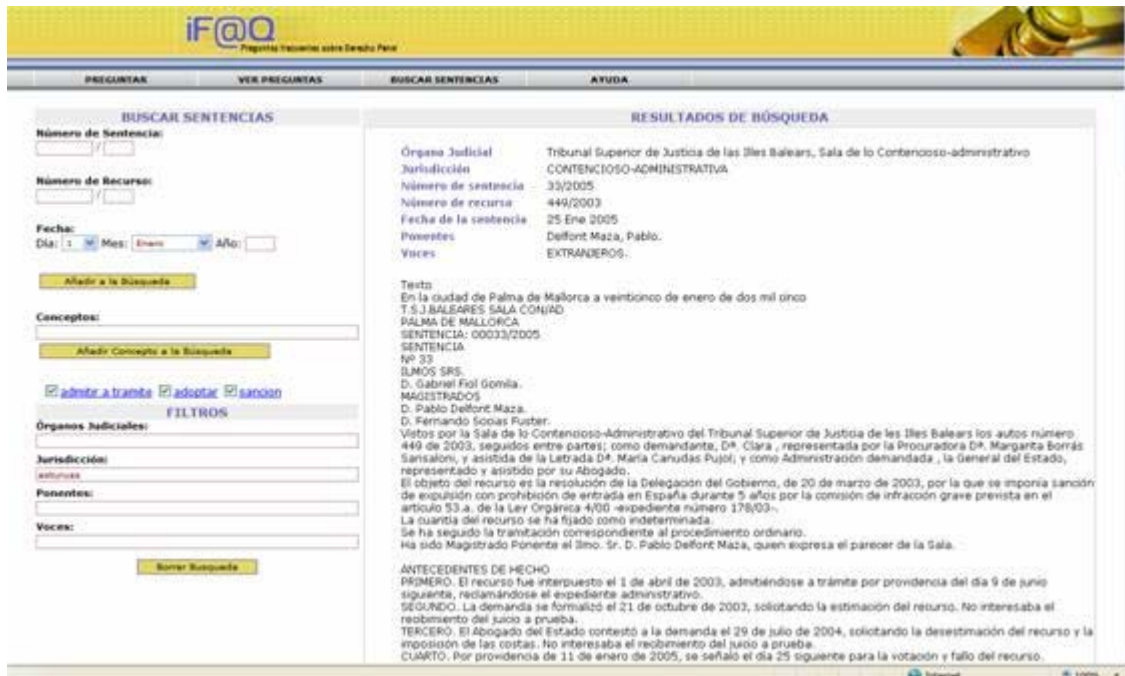 iF@Q
Preguntas frecuentes sobre Derecho Penal
PREGUNTAR VER PREGUNTAS BUSCAR SENTENCIAS AYUDA
BUSCAR SENTENCIAS
Número de Sentencia:
/
Número de Recurso:
/
Fecha:
Día: 1 Mes: Enero Año:
Añadir a la Búsqueda
Conceptos:
Añadir Concepto a la Búsqueda
admitir a tramite adoptar sancion
FILTROS
Órganos Judiciales:
Jurisdicción:
asturuas
Ponentes:
Voces:
Borrar Busqueda
RESULTADOS DE BÚSQUEDA
Órgano Judicial Tribunal Superior de Justicia de las Illes Balears, Sala de lo Contencioso-administrativo
Jurisdicción CONTENCIOSO-ADMINISTRATIVA
Número de sentencia 33/2005
Número de recurso 449/2003
Fecha de la sentencia 25 Ene 2005
Ponentes Delfont Maza, Pablo.
Voces EXTRANJEROS.
Texto
En la ciudad de Palma de Mallorca a veinticinco de enero de dos mil cinco
T.S.J.BALEARES SALA CON/AD
PALMA DE MALLORCA
SENTENCIA: 00033/2005
SENTENCIA
Nº 33
ILMOS SRS.
D. Gabriel Fiol Gomila.
MAGISTRADOS
D. Pablo Delfont Maza.
D. Fernando Socias Fuster.
Vistos por la Sala de lo Contencioso-Administrativo del Tribunal Superior de Justicia de les Illes Balears los autos número
449 de 2003, seguidos entre partes; como demandante, Dª. Clara , representada por la Procuradora Dª. Margarita Borrás
Sansaloni, y asistida de la Letrada Dª. María Canudas Pujol; y como Administración demandada , la General del Estado,
representado y asistido por su Abogado.
El objeto del recurso es la resolución de la Delegación del Gobierno, de 20 de marzo de 2003, por la que se imponía sanción
de expulsión con prohibición de entrada en España durante 5 años por la comisión de infracción grave prevista en el
artículo 53.a. de la Ley Orgánica 4/00 -expediente número 178/03-.
La cuantía del recurso se ha fijado como indeterminada.
Se ha seguido la tramitación correspondiente al procedimiento ordinario.
Ha sido Magistrado Ponente el Ilmo. Sr. D. Pablo Delfont Maza, quien expresa el parecer de la Sala.
ANTECEDENTES DE HECHO
PRIMERO. El recurso fue interpuesto el 1 de abril de 2003, admitiéndose a trámite por providencia del día 9 de junio
siguiente, reclamándose el expediente administrativo.
SEGUNDO. La demanda se formalizó el 21 de octubre de 2003, solicitando la estimación del recurso. No interesaba el
recibimiento del juicio a prueba.
TERCERO. El Abogado del Estado contestó a la demanda el 29 de julio de 2004, solicitando la desestimación del recurso y la
imposición de las costas. No interesaba el recibimiento del juicio a prueba.
CUARTO. Por providencia de 11 de enero de 2005, se señaló el día 25 siguiente para la votación y fallo del recurso.
Internet 100%